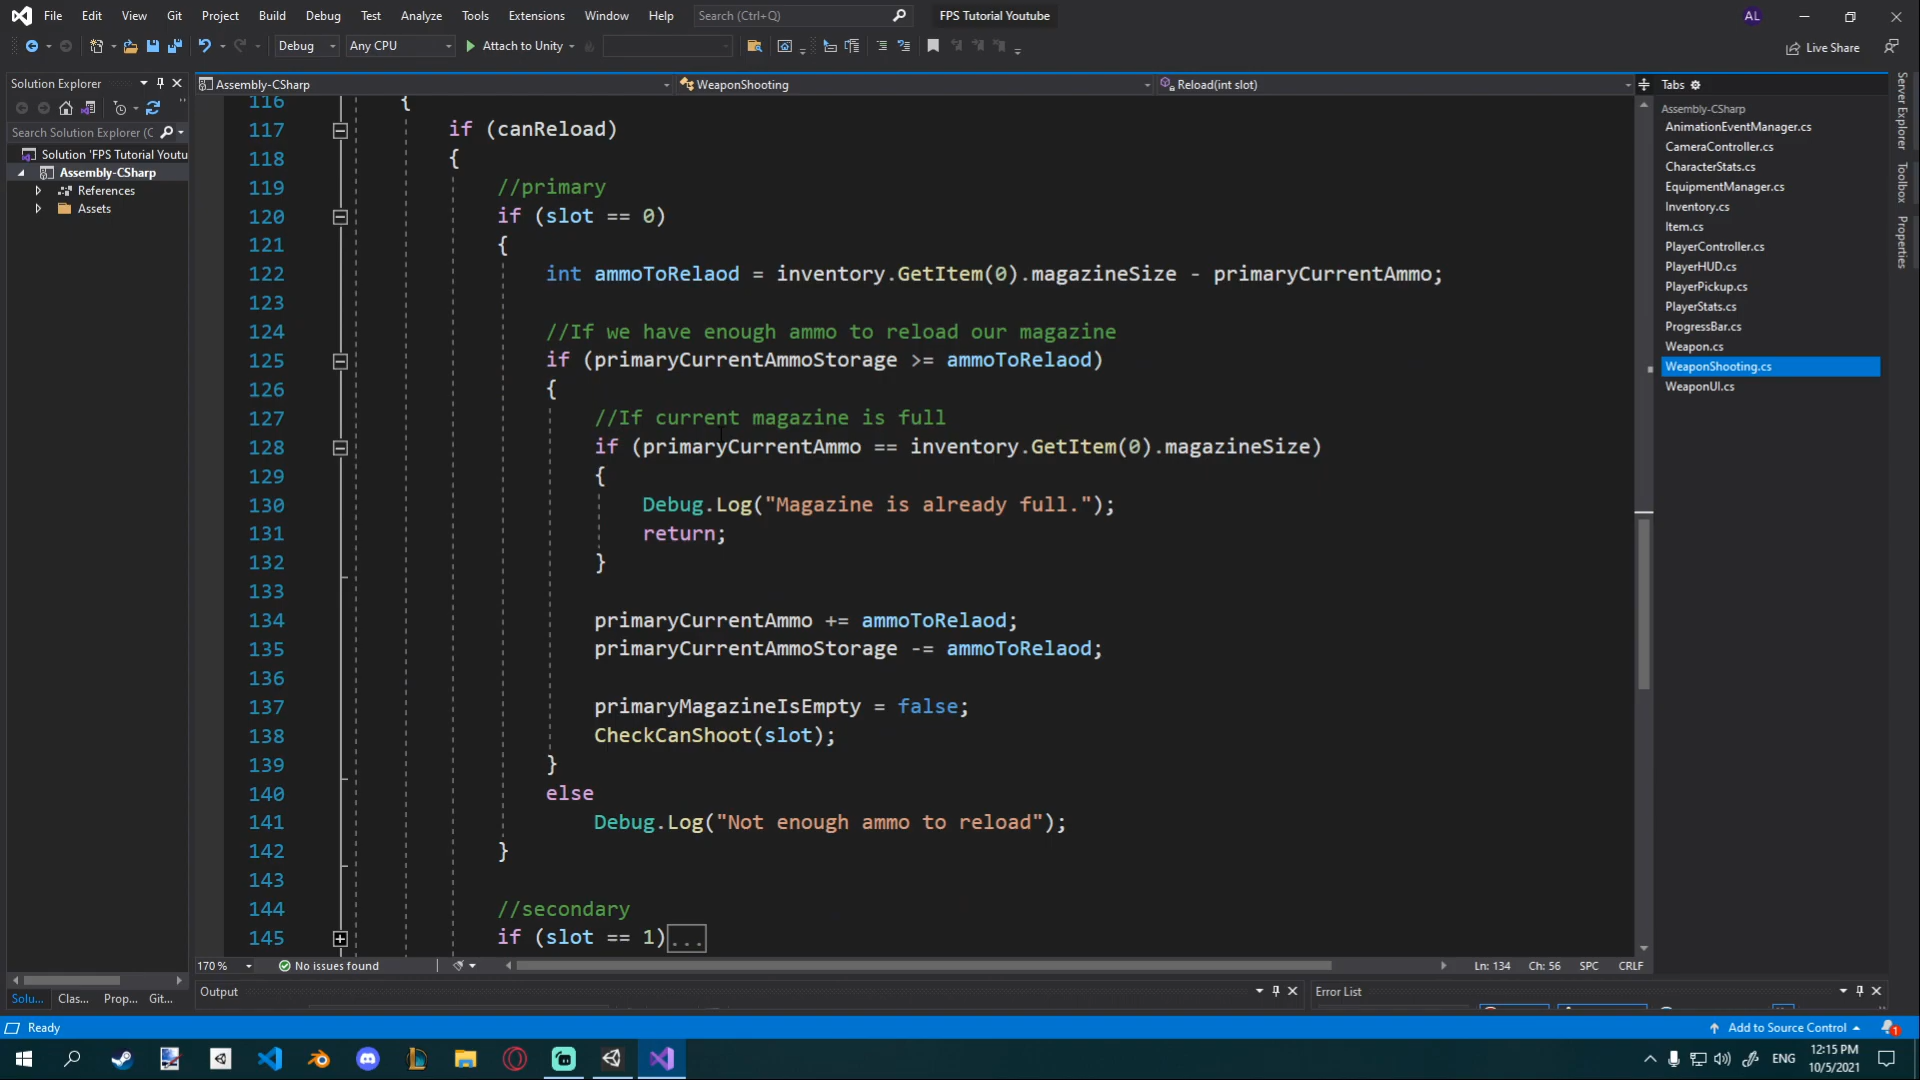 File Edit View Git Project Build Debug Test Analyze Tools Extensions Window Help Search (Ctrl+Q) FPS Tutorial Youtube AL
Debug Any CPU Attach to Unity Live Share
Solution Explorer
Search Solution Explorer (C
Solution 'FPS Tutorial Youtu
Assembly-CSharp
References
Assets
Solu... Clas... Prop... Git...
Assembly-CSharp WeaponShooting Reload(int slot)
116 {
117 if (canReload)
118 {
119 //primary
120 if (slot == 0)
121 {
122 int ammoToRelaod = inventory.GetItem(0).magazineSize - primaryCurrentAmmo;
123
124 //If we have enough ammo to reload our magazine
125 if (primaryCurrentAmmoStorage >= ammoToRelaod)
126 {
127 //If current magazine is full
128 if (primaryCurrentAmmo == inventory.GetItem(0).magazineSize)
129 {
130 Debug.Log("Magazine is already full.");
131 return;
132 }
133
134 primaryCurrentAmmo += ammoToRelaod;
135 primaryCurrentAmmoStorage -= ammoToRelaod;
136
137 primaryMagazineIsEmpty = false;
138 CheckCanShoot(slot);
139 }
140 else
141 Debug.Log("Not enough ammo to reload");
142 }
143
144 //secondary
145 if (slot == 1)...
170 % No issues found Ln: 134 Ch: 56 SPC CRLF
Tabs
Assembly-CSharp
AnimationEventManager.cs
CameraController.cs
CharacterStats.cs
EquipmentManager.cs
Inventory.cs
Item.cs
PlayerController.cs
PlayerHUD.cs
PlayerPickup.cs
PlayerStats.cs
ProgressBar.cs
Weapon.cs
WeaponShooting.cs
WeaponUI.cs
Server Explorer
Toolbox
Properties
Output
Error List
Ready Add to Source Control 1
ENG 12:15 PM
10/5/2021